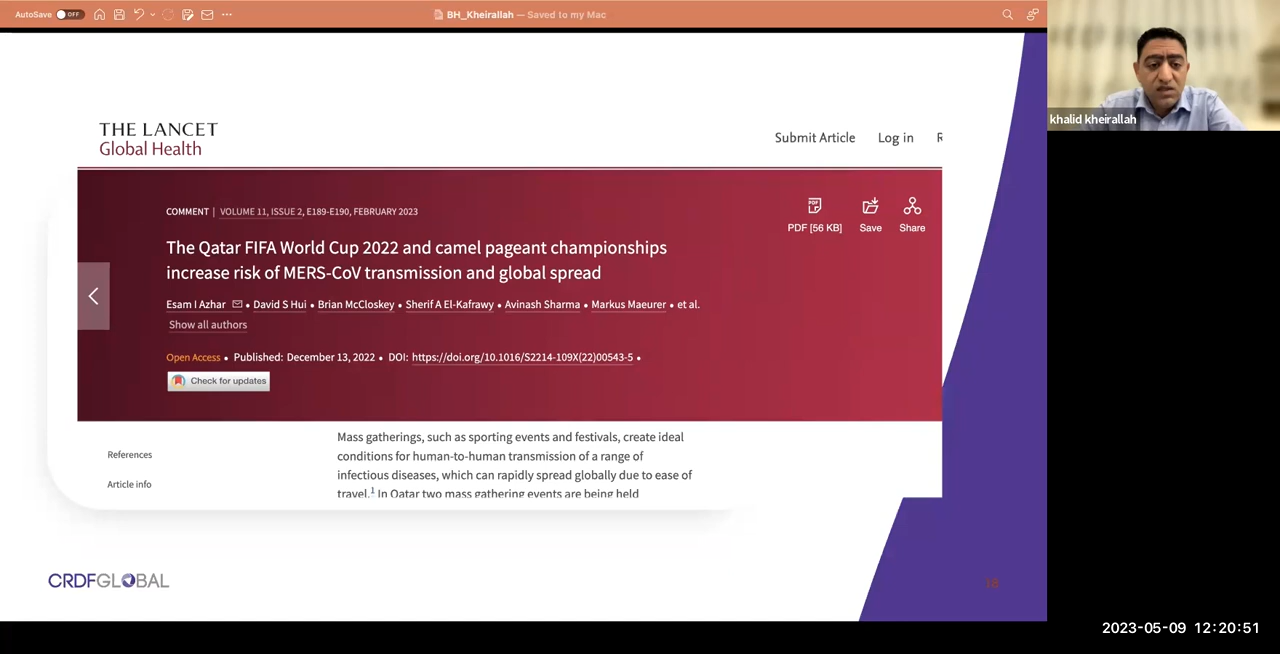 AutoSave OFF
BH_Kheirallah — Saved to my Mac
khalid kheirallah
THE LANCET
Global Health
Submit Article Log in R
COMMENT | VOLUME 11, ISSUE 2, E189-E190, FEBRUARY 2023
PDF [56 KB] Save Share
The Qatar FIFA World Cup 2022 and camel pageant championships
increase risk of MERS-CoV transmission and global spread
Esam I Azhar • David S Hui • Brian McCloskey • Sherif A El-Kafrawy • Avinash Sharma • Markus Maeurer • et al.
Show all authors
Open Access • Published: December 13, 2022 • DOI: https://doi.org/10.1016/S2214-109X(22)00543-5 •
Check for updates
References
Article info
Mass gatherings, such as sporting events and festivals, create ideal
conditions for human-to-human transmission of a range of
infectious diseases, which can rapidly spread globally due to ease of
travel.1 In Qatar two mass gathering events are being held
CRDFGLOBAL
18
2023-05-09 12:20:51